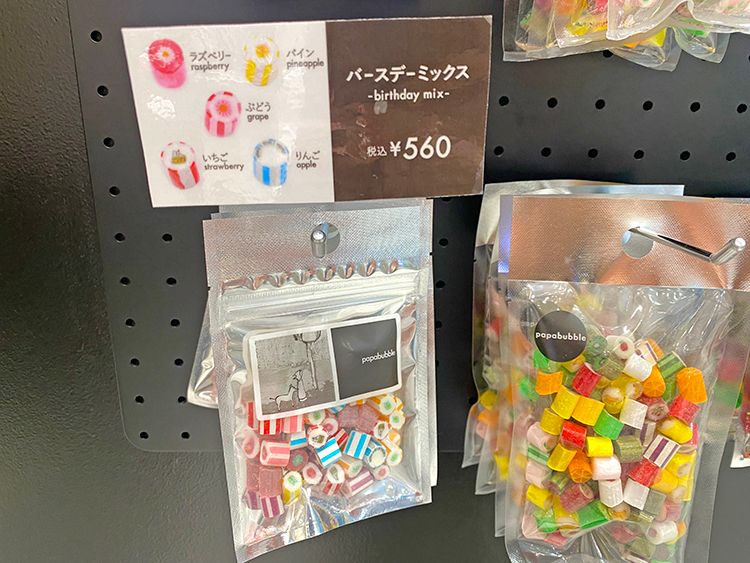 ラズベリー
raspberry
パイン
pineapple
ぶどう
grape
いちご
strawberry
りんご
apple
バースデーミックス
-birthday mix-
税込 ¥560
papabubble
papabubble